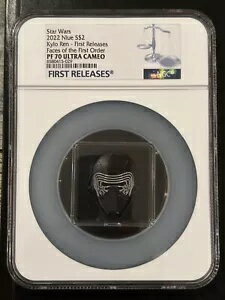 Star Wars
2022 Niue S$2
Kylo Ren - First Releases
Faces of the First Order
PF 70 ULTRA CAMEO
FIRST RELEASES
NGC